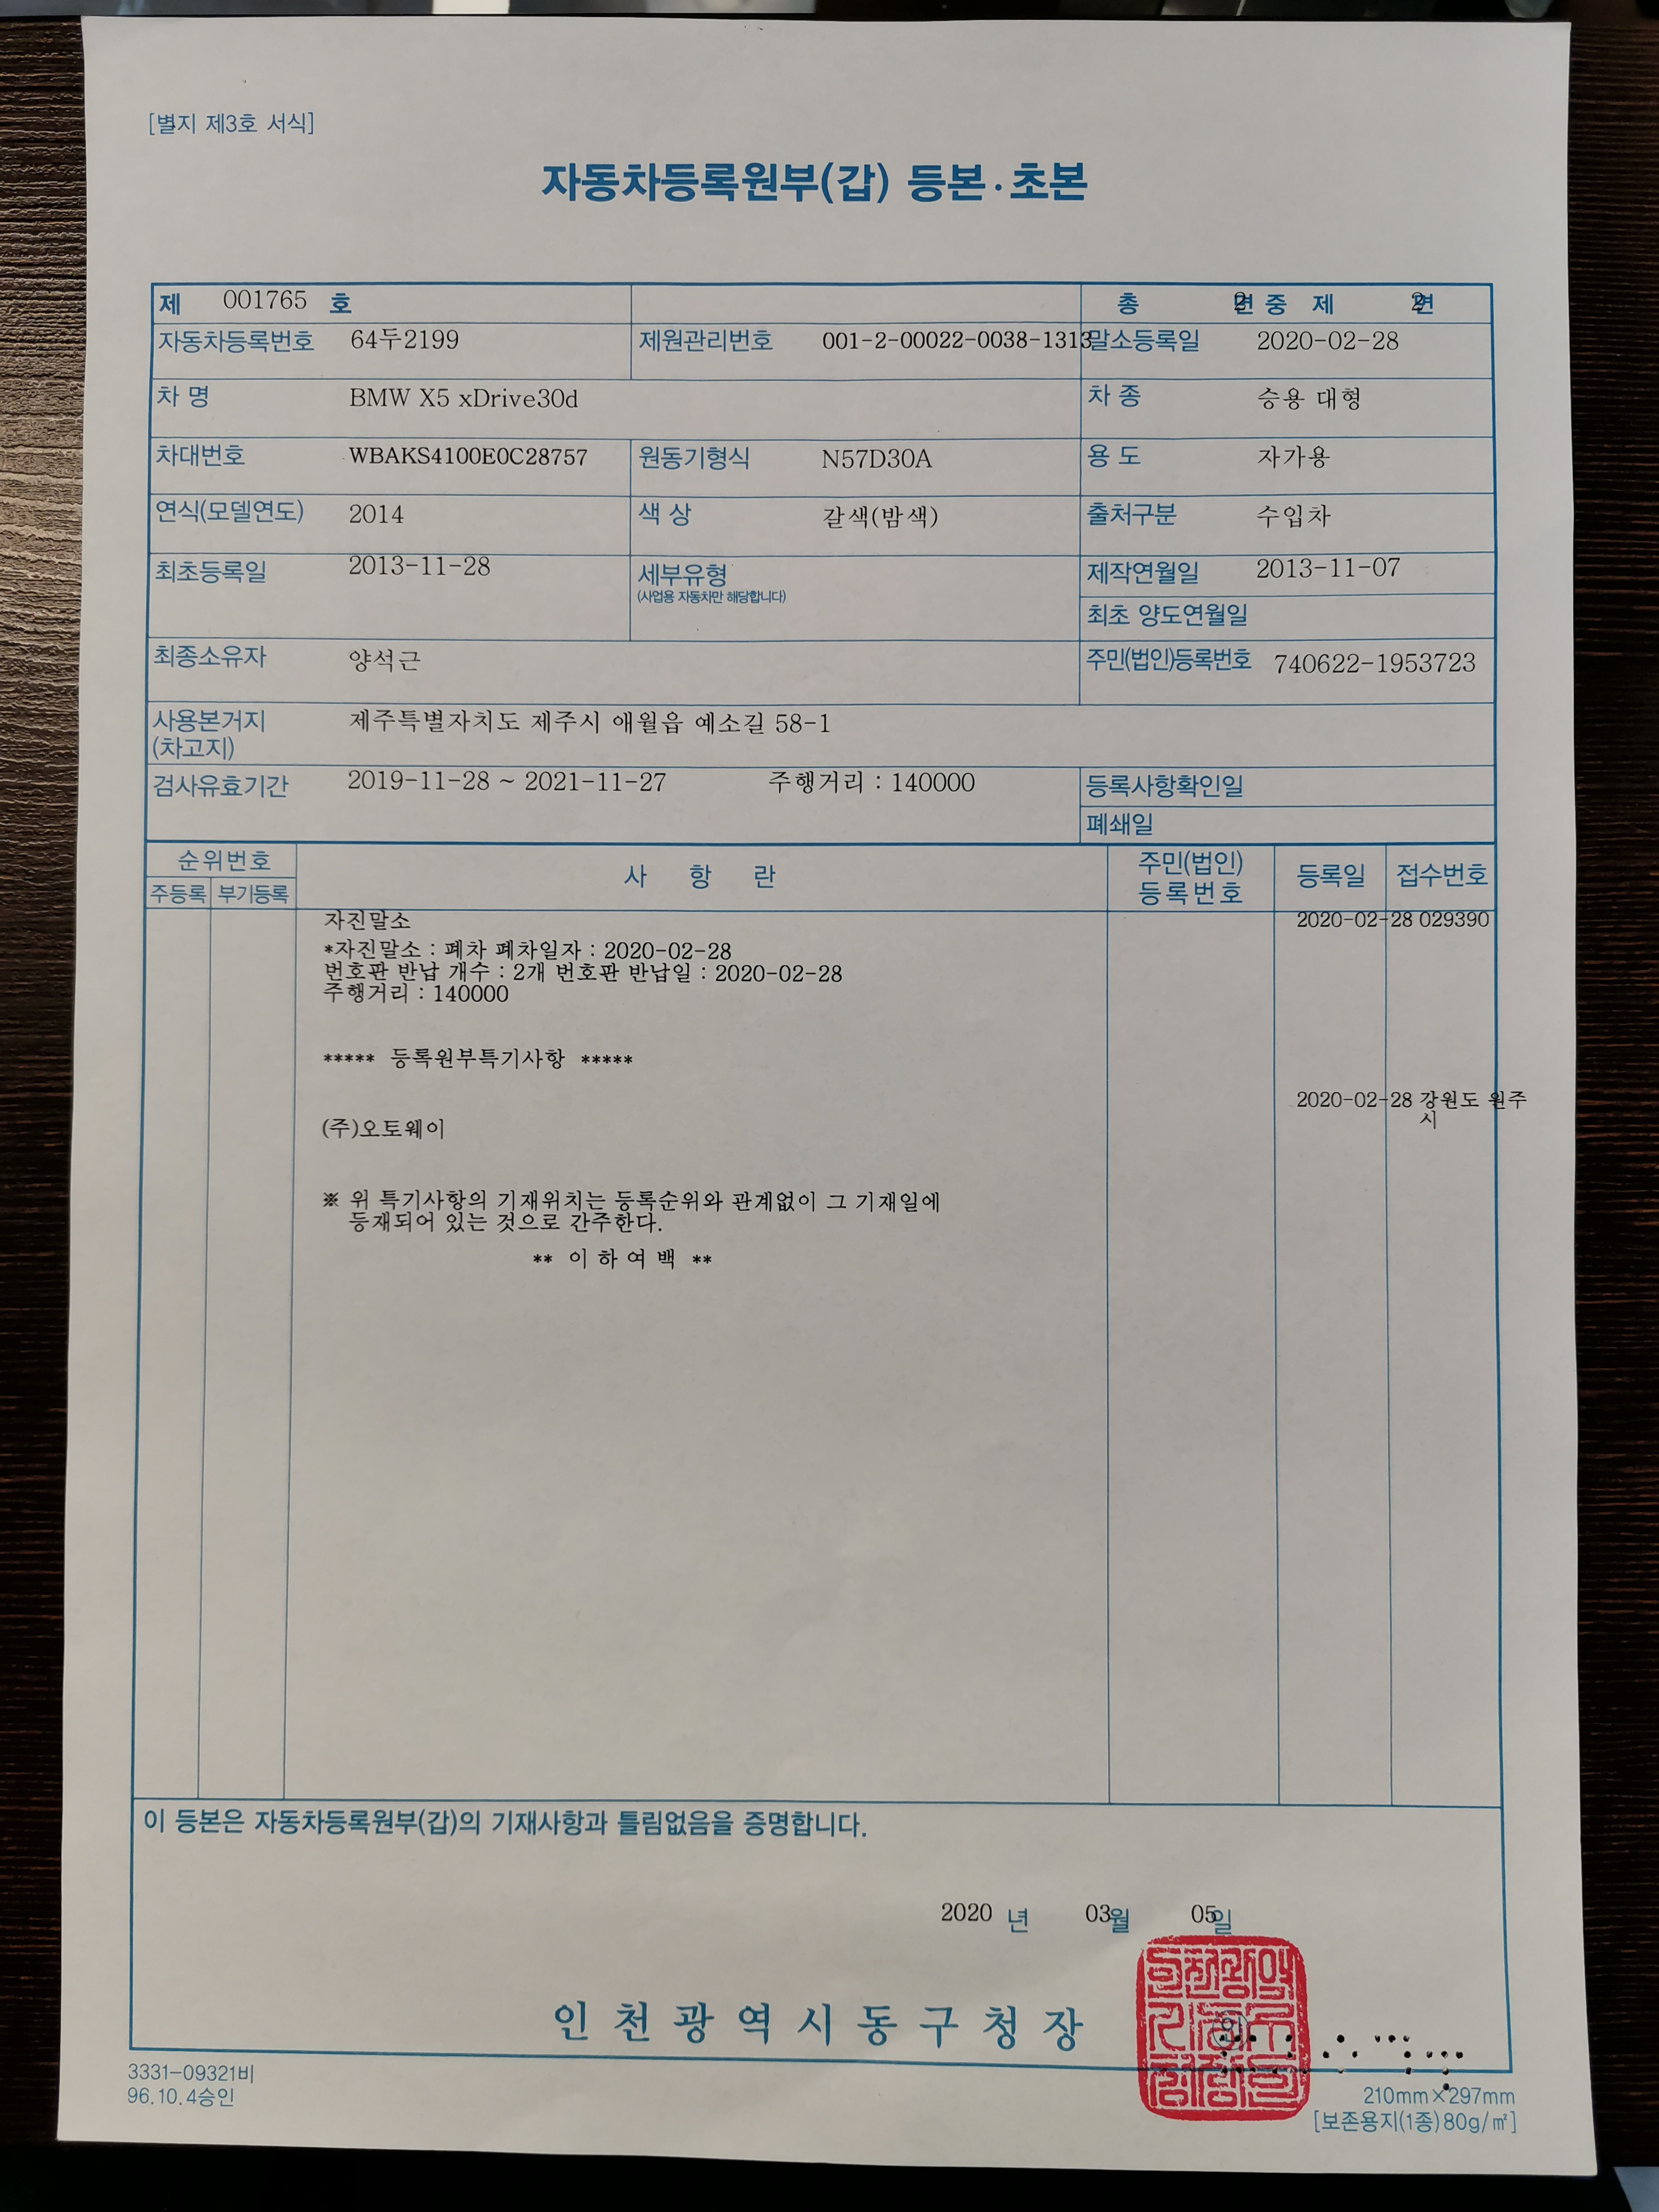 [별지 제3호 서식]
자동차등록원부(갑) 등본·초본
제 001765 호 총 2면 중 제 2면
자동차등록번호 64두2199 제원관리번호 001-2-00022-0038-1313 말소등록일 2020-02-28
차 명 BMW X5 xDrive30d 차 종 승용 대형
차대번호 WBAKS4100E0C28757 원동기형식 N57D30A 용 도 자가용
연식(모델연도) 2014 색 상 갈색(밤색) 출처구분 수입차
최초등록일 2013-11-28 세부유형 제작연월일 2013-11-07
(사업용 자동차만 해당합니다)
최초 양도연월일
최종소유자 양석근 주민(법인)등록번호 740622-1953723
사용본거지 제주특별자치도 제주시 애월읍 예소길 58-1
(차고지)
검사유효기간 2019-11-28 ~ 2021-11-27 주행거리 : 140000 등록사항확인일
폐쇄일
순위번호 사 항 란 주민(법인) 등록일 접수번호
주등록 부기등록 등록번호
자진말소 2020-02-28 029390
*자진말소 : 폐차 폐차일자 : 2020-02-28
번호판 반납 개수 : 2개 번호판 반납일 : 2020-02-28
주행거리 : 140000
***** 등록원부특기사항 *****
2020-02-28 강원도 원주
시
(주)오토웨이
※ 위 특기사항의 기재위치는 등록순위와 관계없이 그 기재일에
등재되어 있는 것으로 간주한다.
** 이 하 여 백 **
이 등본은 자동차등록원부(갑)의 기재사항과 틀림없음을 증명합니다.
2020 년 03월 05일
인천광역시동구청장
3331-09321비
96.10.4승인
210mm×297mm
[보존용지(1종)80g/㎡]